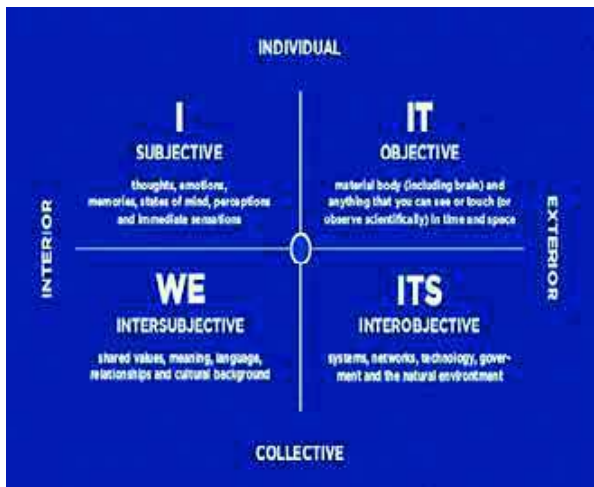 INDIVIDUAL
I
SUBJECTIVE
thoughts, emotions,
memories, states of mind, perceptions
and immediate sensations
IT
OBJECTIVE
material body (including brain) and
anything that you can see or touch (or
observe scientifically) in time and space
INTERIOR
EXTERIOR
WE
INTERSUBJECTIVE
shared values, meaning, language,
relationships and cultural background
ITS
INTEROBJECTIVE
systems, networks, technology, gover-
ment and the natural environtment
COLLECTIVE